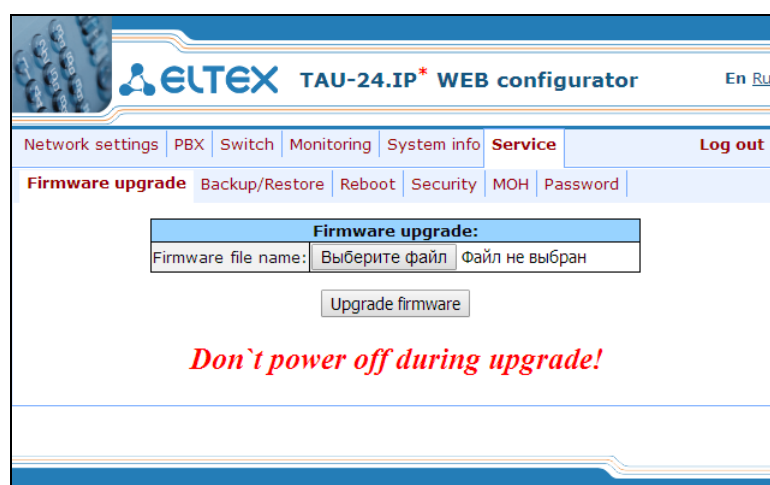 ELTEX TAU-24.IP* WEB configurator En Ru
Network settings PBX Switch Monitoring System info Service Log out
Firmware upgrade Backup/Restore Reboot Security MOH Password
Firmware upgrade:
Firmware file name: Выберите файл Файл не выбран
Upgrade firmware
Don`t power off during upgrade!